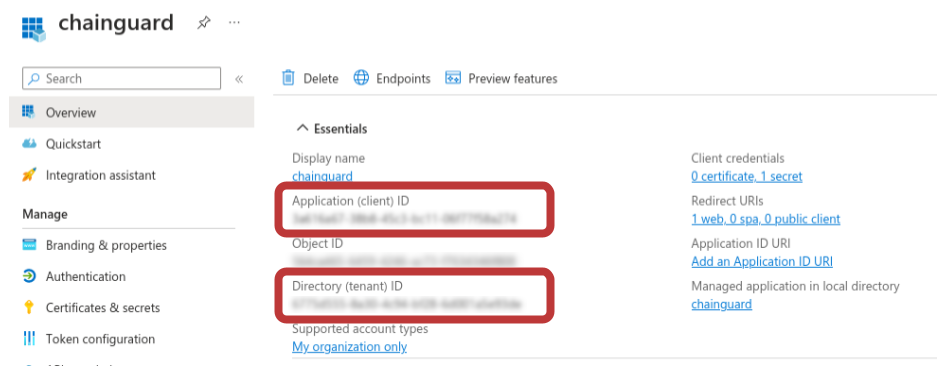 chainguard
Search
Overview
Quickstart
Integration assistant
Manage
Branding & properties
Authentication
Certificates & secrets
Token configuration
Delete
Endpoints
Preview features
Essentials
Display name
chainguard
Application (client) ID
Object ID
Directory (tenant) ID
Supported account types
My organization only
Client credentials
0 certificate, 1 secret
Redirect URIs
1 web, 0 spa, 0 public client
Application ID URI
Add an Application ID URI
Managed application in local directory
chainguard